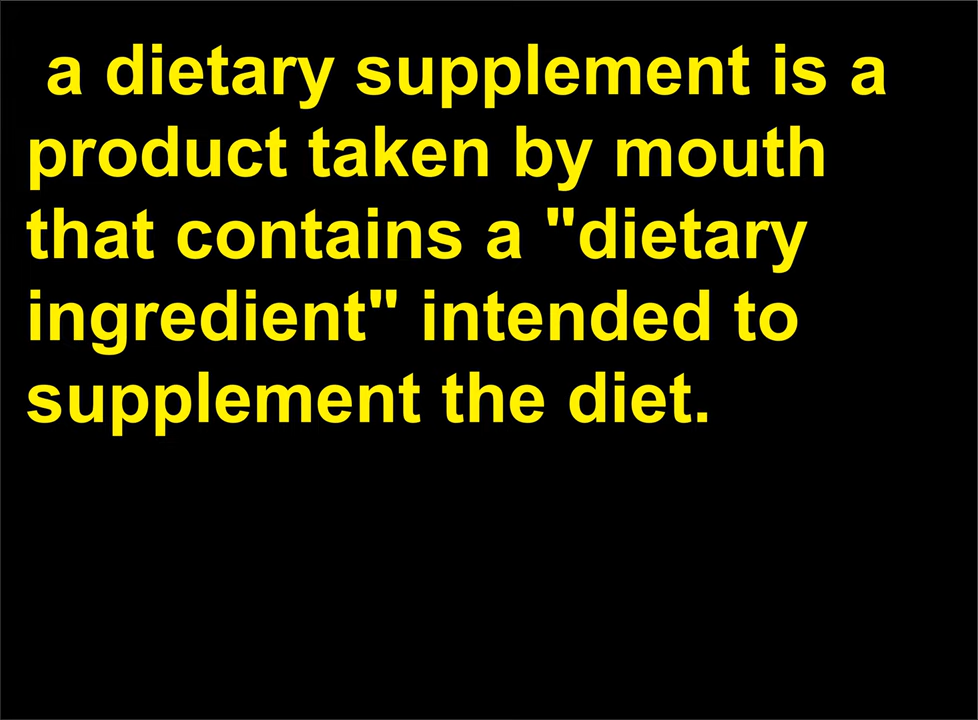 a dietary supplement is a
product taken by mouth
that contains a "dietary
ingredient" intended to
supplement the diet.